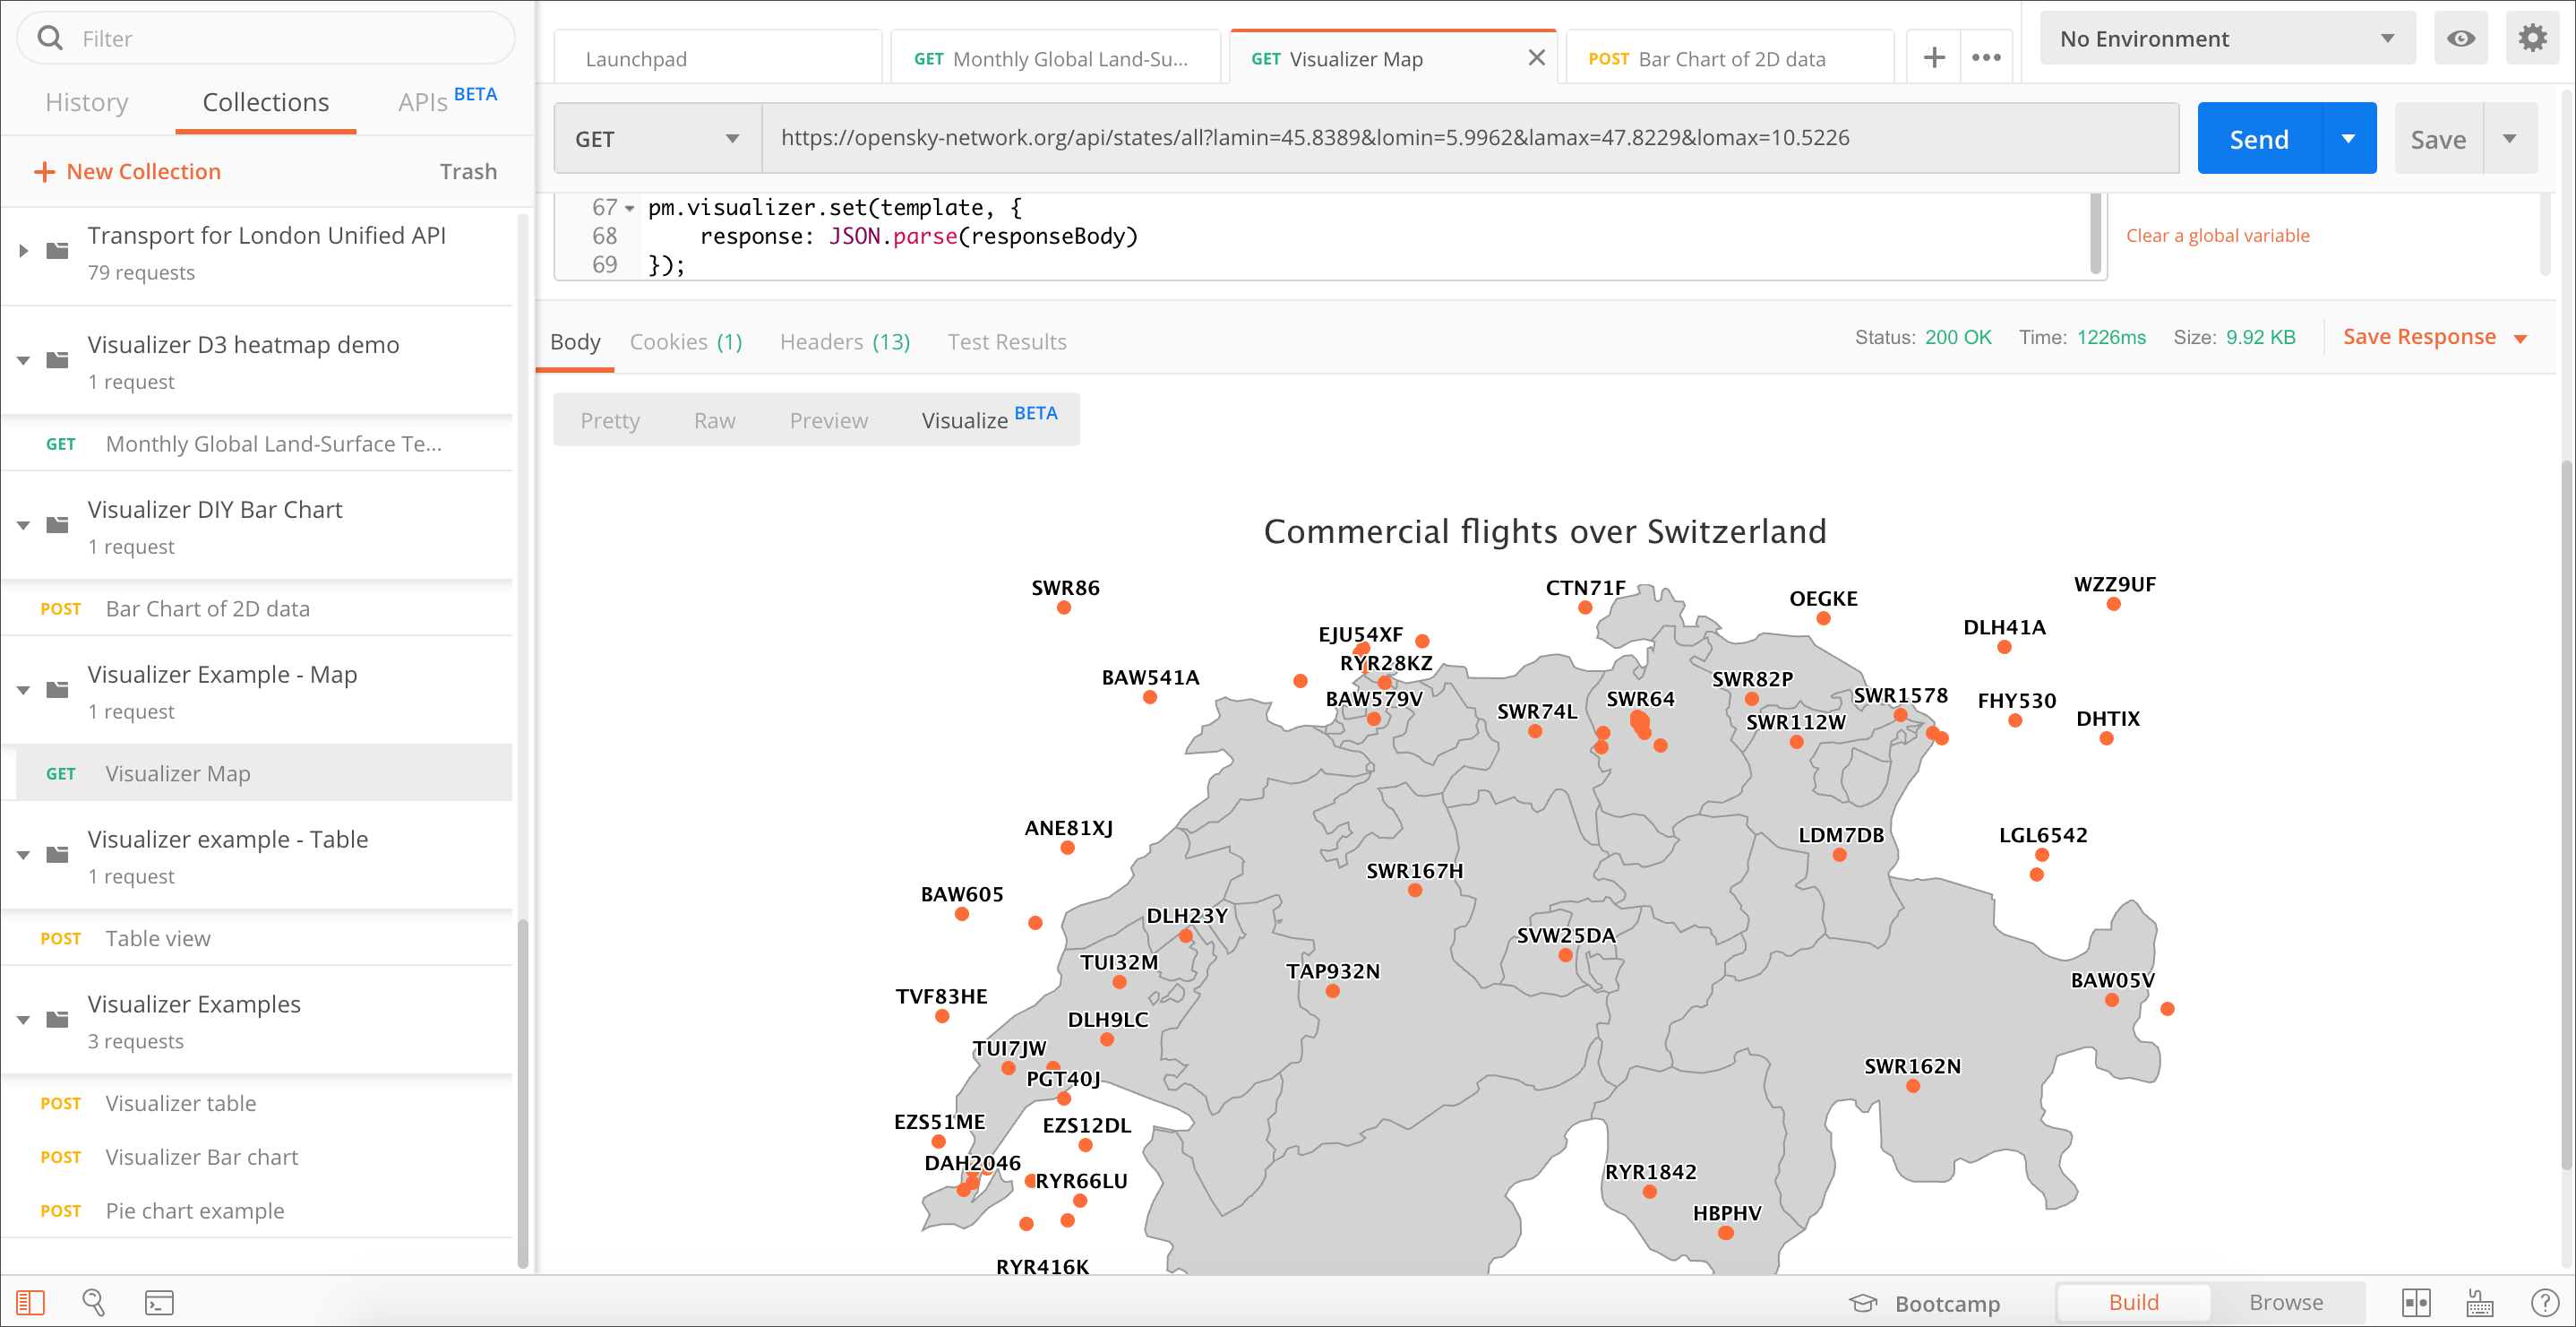 Filter
History
Collections
APIs BETA
New Collection
Trash
Transport for London Unified API
79 requests
Visualizer D3 heatmap demo
1 request
GET Monthly Global Land-Surface Te...
Visualizer DIY Bar Chart
1 request
POST Bar Chart of 2D data
Visualizer Example - Map
1 request
GET Visualizer Map
Visualizer example - Table
1 request
POST Table view
Visualizer Examples
3 requests
POST Visualizer table
POST Visualizer Bar chart
POST Pie chart example
Launchpad
GET Monthly Global Land-Su...
GET Visualizer Map
POST Bar Chart of 2D data
No Environment
GET
https://opensky-network.org/api/states/all?lamin=45.8389&lomin=5.9962&lamax=47.8229&lomax=10.5226
Send
Save
67 pm.visualizer.set(template, {
68 response: JSON.parse(responseBody)
69 });
Clear a global variable
Body
Cookies (1)
Headers (13)
Test Results
Status: 200 OK
Time: 1226ms
Size: 9.92 KB
Save Response
Pretty
Raw
Preview
Visualize BETA
Commercial flights over Switzerland
SWR86
CTN71F
OEGKE
WZZ9UF
EJU54XF
DLH41A
RYR28KZ
BAW541A
SWR82P
BAW579V
SWR74L
SWR64
SWR1578
FHY530
SWR112W
DHTIX
ANE81XJ
LDM7DB
LGL6542
SWR167H
BAW605
DLH23Y
SVW25DA
TUI32M
TAP932N
BAW05V
TVF83HE
DLH9LC
TUI7JW
SWR162N
PGT40J
EZS51ME
EZS12DL
DAH2046
RYR66LU
RYR1842
HBPHV
RYR416K
Bootcamp
Build
Browse